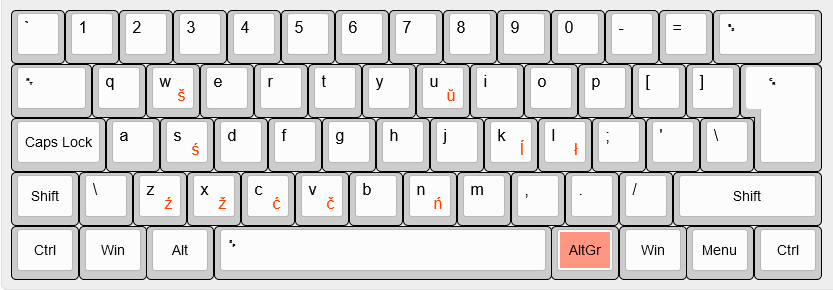 ` 1 2 3 4 5 6 7 8 9 0 - =
q w š e r t y u ŭ i o p [ ]
Caps Lock a s ś d f g h j k ĺ l ł ; ' \
Shift \ z ź x ž c ć v č b n ń m , . / Shift
Ctrl Win Alt AltGr Win Menu Ctrl